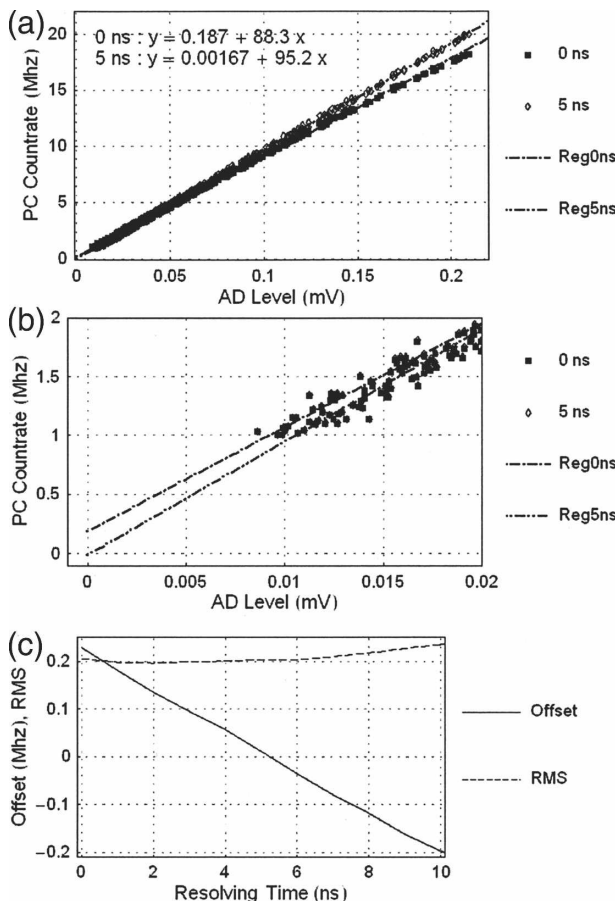 (a)
0 ns : y = 0.187 + 88.3 x
5 ns : y = 0.00167 + 95.2 x
PC Countrate (Mhz)
20
15
10
5
0
0 0.05 0.1 0.15 0.2
AD Level (mV)
0 ns
5 ns
Reg0ns
Reg5ns
(b)
PC Countrate (Mhz)
2
1.5
1
0.5
0
0 0.005 0.01 0.015 0.02
AD Level (mV)
0 ns
5 ns
Reg0ns
Reg5ns
(c)
Offset (Mhz), RMS
0.2
0.1
0
-0.1
-0.2
0 2 4 6 8 10
Resolving Time (ns)
Offset
RMS